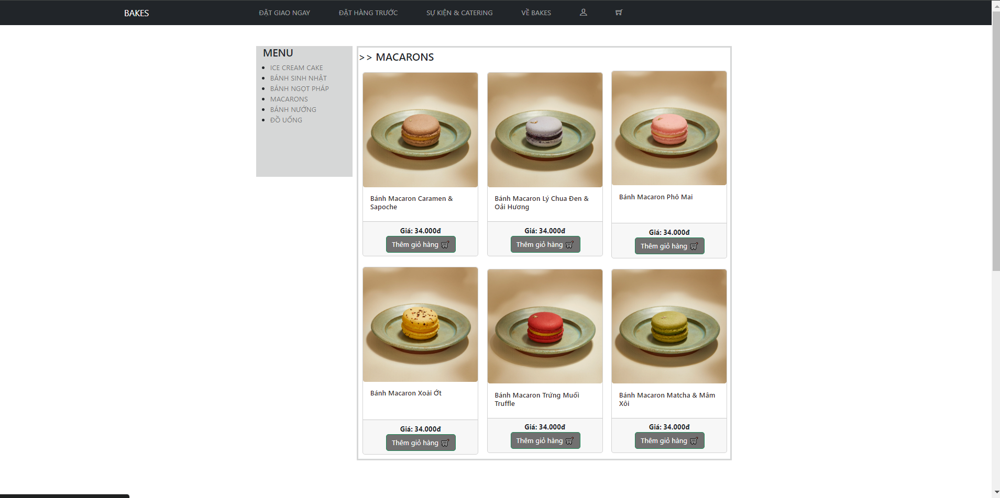 BAKES
ĐẶT GIAO NGAY
ĐẶT HÀNG TRƯỚC
SỰ KIỆN & CATERING
VỀ BAKES
MENU
ICE CREAM CAKE
BÁNH SINH NHẬT
BÁNH NGỌT PHÁP
MACARONS
BÁNH NƯỚNG
ĐỒ UỐNG
>> MACARONS
Bánh Macaron Caramen &
Sapoche
Giá: 34.000đ
Thêm giỏ hàng
Bánh Macaron Lý Chua Đen &
Oải Hương
Giá: 34.000đ
Thêm giỏ hàng
Bánh Macaron Phô Mai
Giá: 34.000đ
Thêm giỏ hàng
Bánh Macaron Xoài Ớt
Giá: 34.000đ
Thêm giỏ hàng
Bánh Macaron Trứng Muối
Truffle
Giá: 34.000đ
Thêm giỏ hàng
Bánh Macaron Matcha & Mâm
Xôi
Giá: 34.000đ
Thêm giỏ hàng